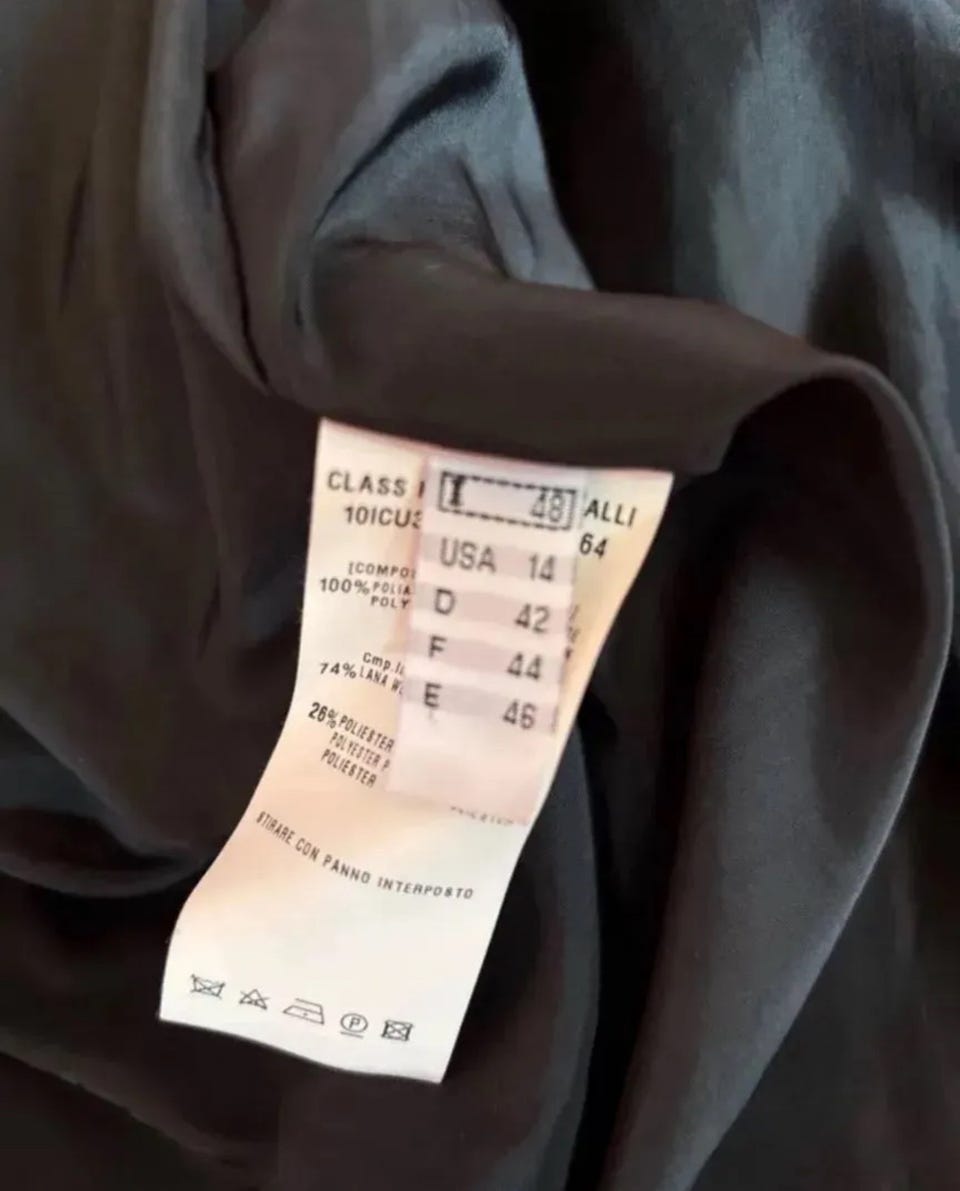 CLASS
ALLI
10ICU3
64
I 48
USA 14
D 42
F 44
E 46
[COMPO
100% POLIA
POLY
Cmp.I
74% LANA W
26% POLIESTER
POLYESTER P
POLIESTER
STIRARE CON PANNO INTERPOSTO
P